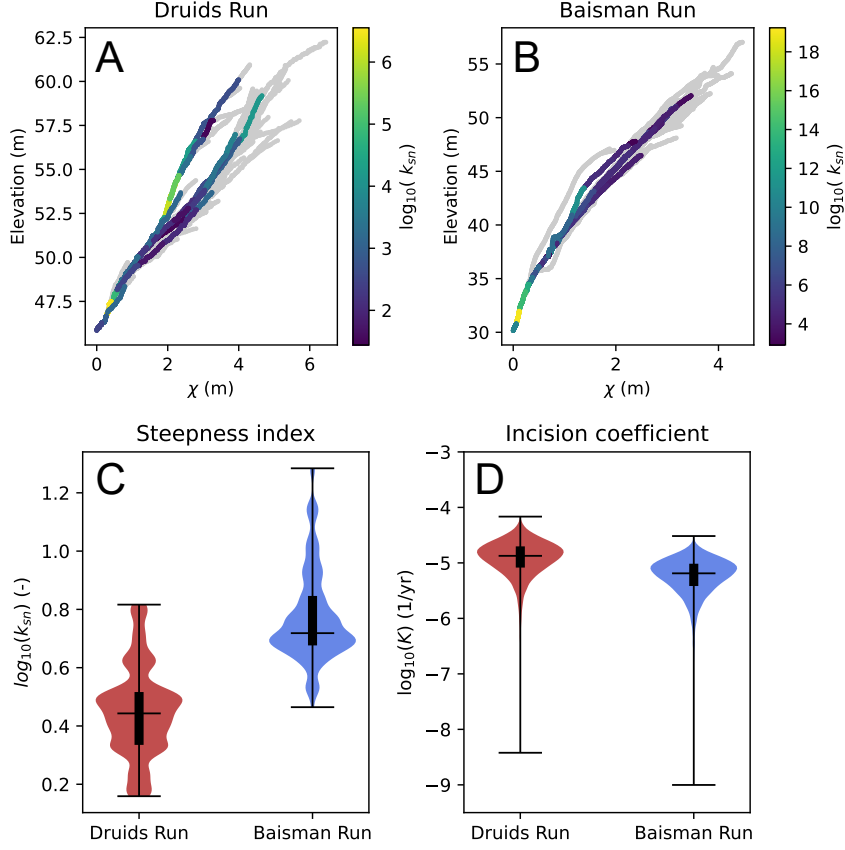 Druids Run
A
62.5
60.0
57.5
55.0
52.5
50.0
47.5
Elevation (m)
0
2
4
6
χ (m)
6
5
4
3
2
log₁₀( kₛₙ)
Baisman Run
B
55
50
45
40
35
30
Elevation (m)
0
2
4
χ (m)
18
16
14
12
10
8
6
4
log₁₀( kₛₙ)
Steepness index
C
1.2
1.0
0.8
0.6
0.4
0.2
log₁₀(kₛₙ) (-)
Druids Run
Baisman Run
Incision coefficient
D
−3
−4
−5
−6
−7
−8
−9
log₁₀(K) (1/yr)
Druids Run
Baisman Run